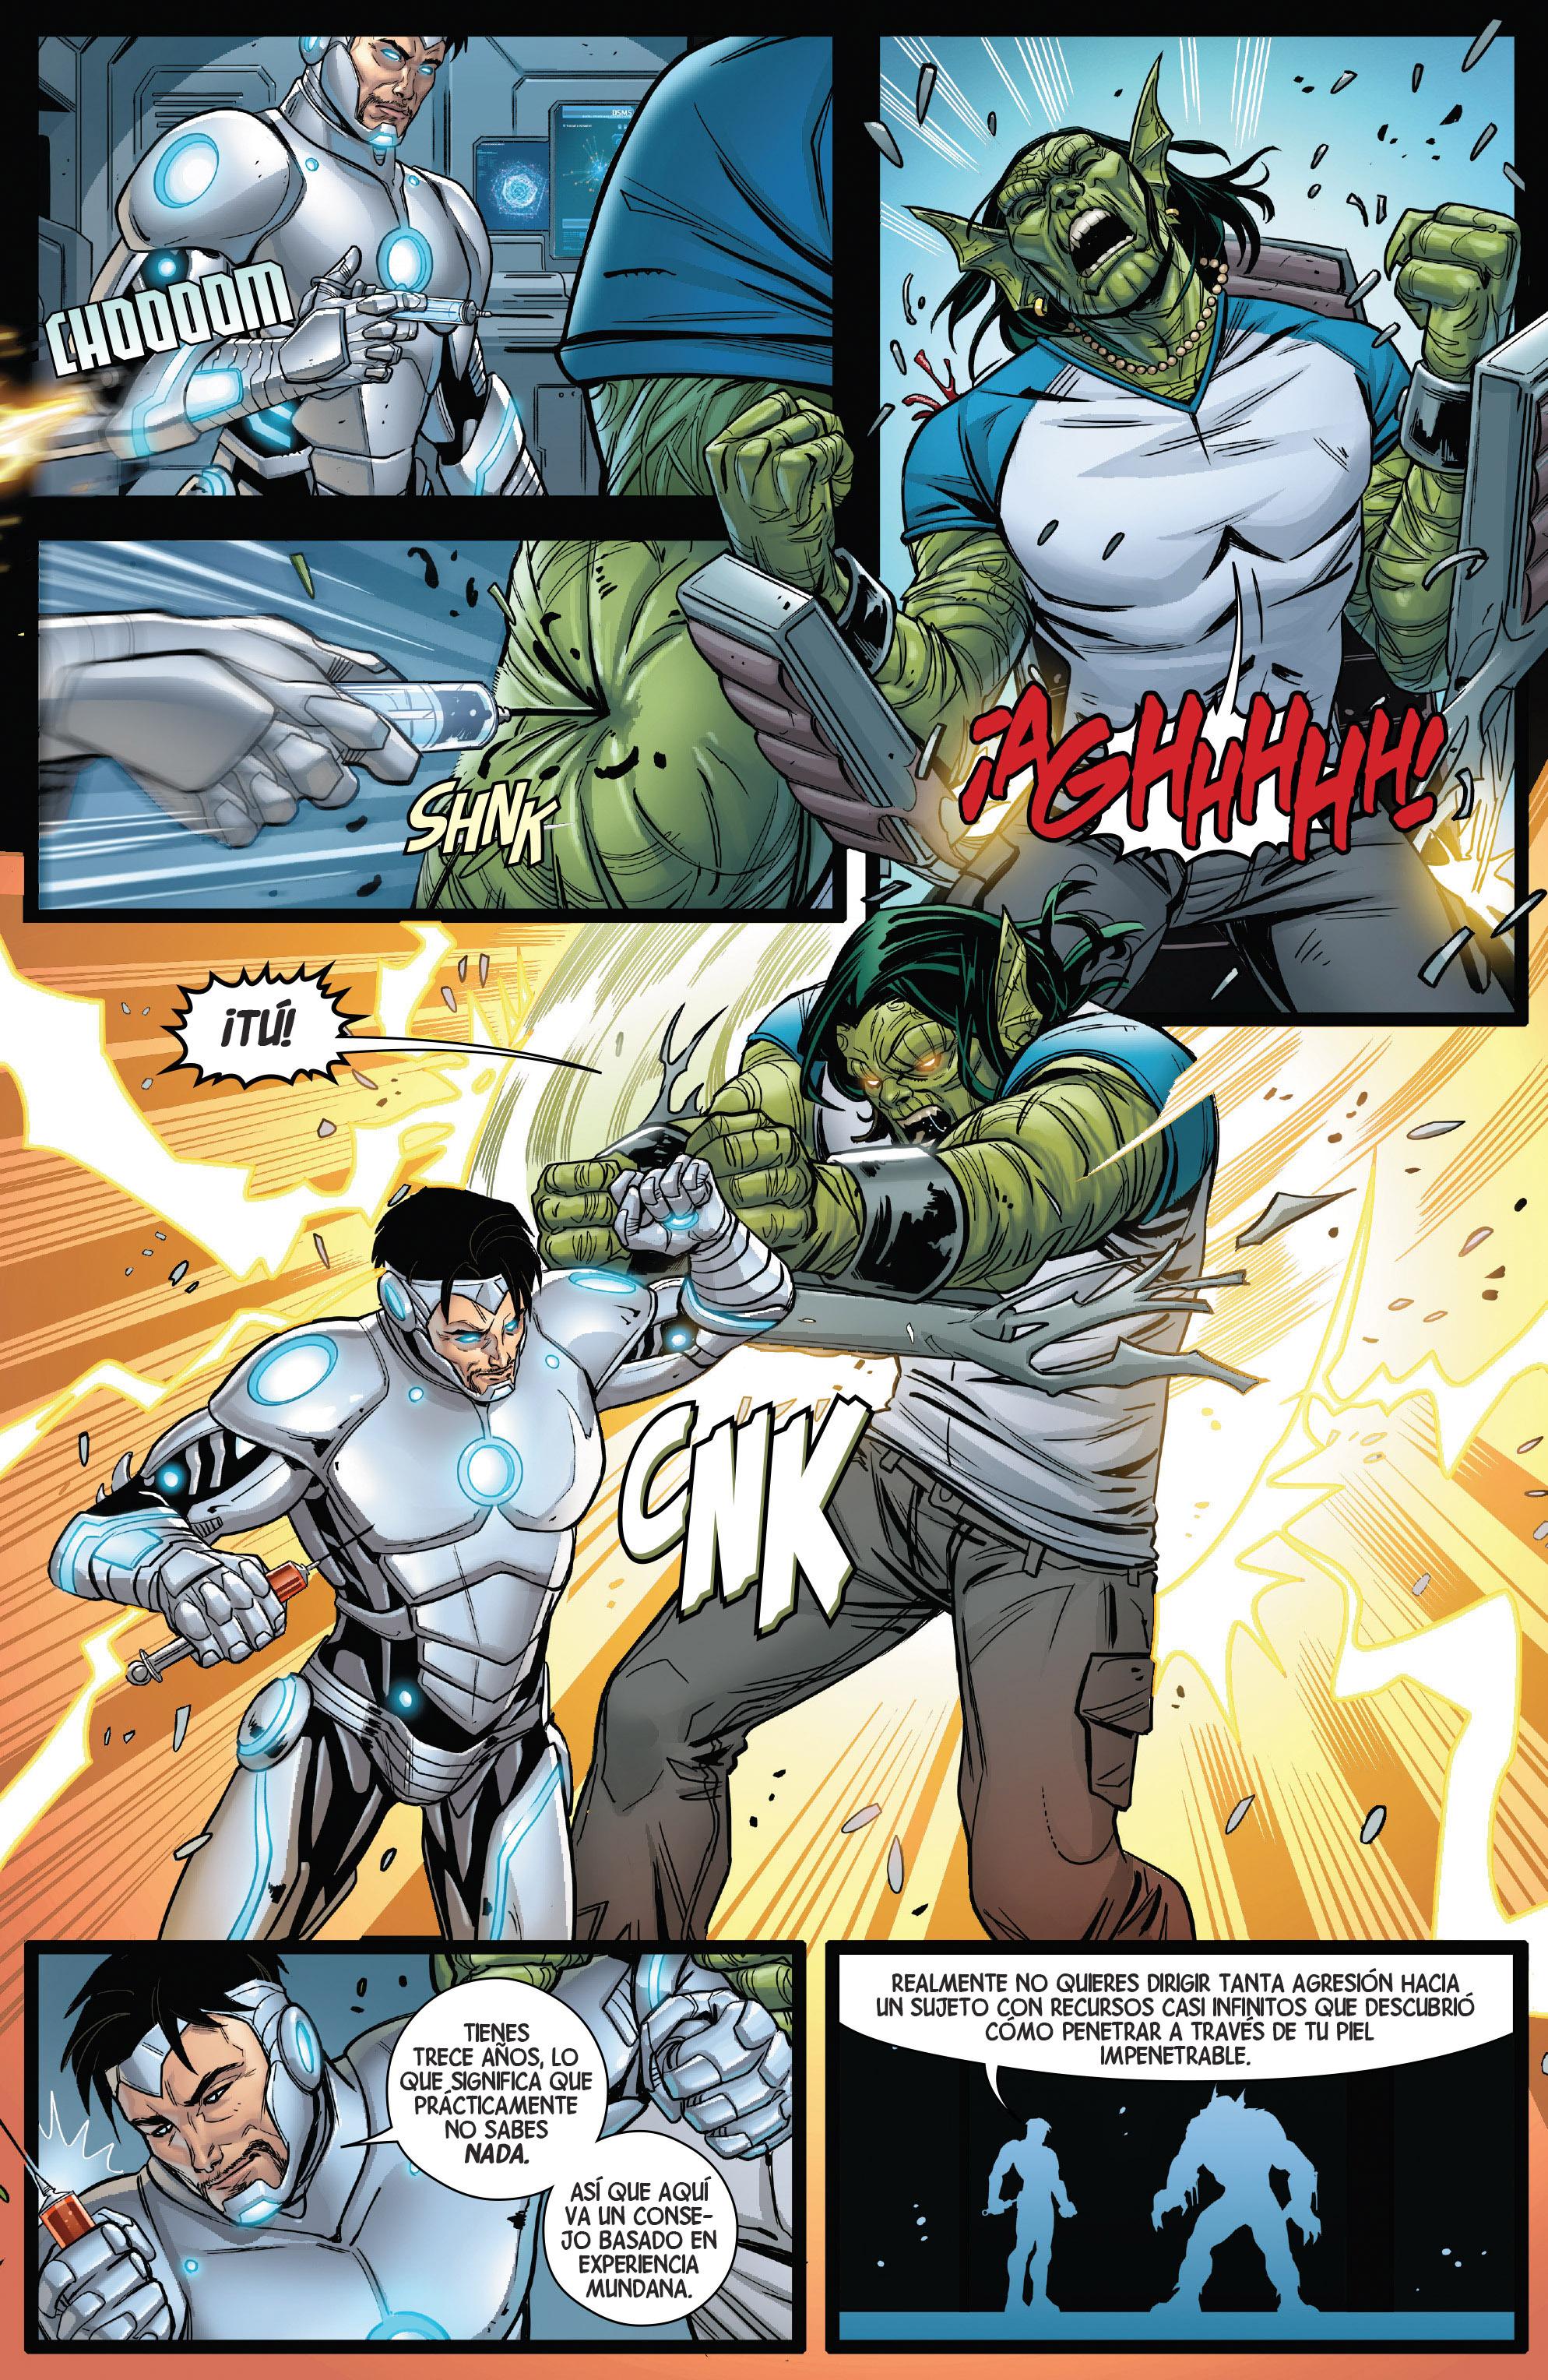 DSMS
CHOOOOM
SHNK
¡AGHHHHH!
¡TÚ!
CNK
TIENES
TRECE AÑOS, LO
QUE SIGNIFICA QUE
PRÁCTICAMENTE
NO SABES
NADA.
ASÍ QUE AQUÍ
VA UN CONSE-
JO BASADO EN
EXPERIENCIA
MUNDANA.
REALMENTE NO QUIERES DIRIGIR TANTA AGRESIÓN HACIA
UN SUJETO CON RECURSOS CASI INFINITOS QUE DESCUBRIÓ
CÓMO PENETRAR A TRAVÉS DE TU PIEL
IMPENETRABLE.